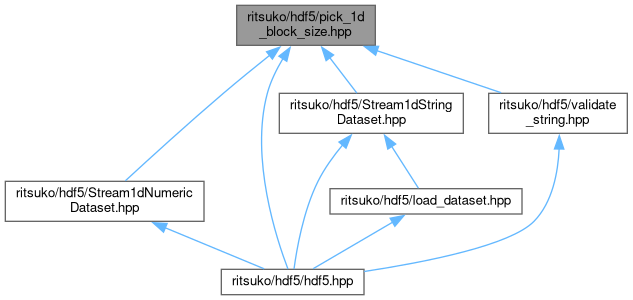 ritsuko/hdf5/pick_1d
_block_size.hpp
ritsuko/hdf5/Stream1dString
Dataset.hpp
ritsuko/hdf5/validate
_string.hpp
ritsuko/hdf5/Stream1dNumeric
Dataset.hpp
ritsuko/hdf5/load_dataset.hpp
ritsuko/hdf5/hdf5.hpp